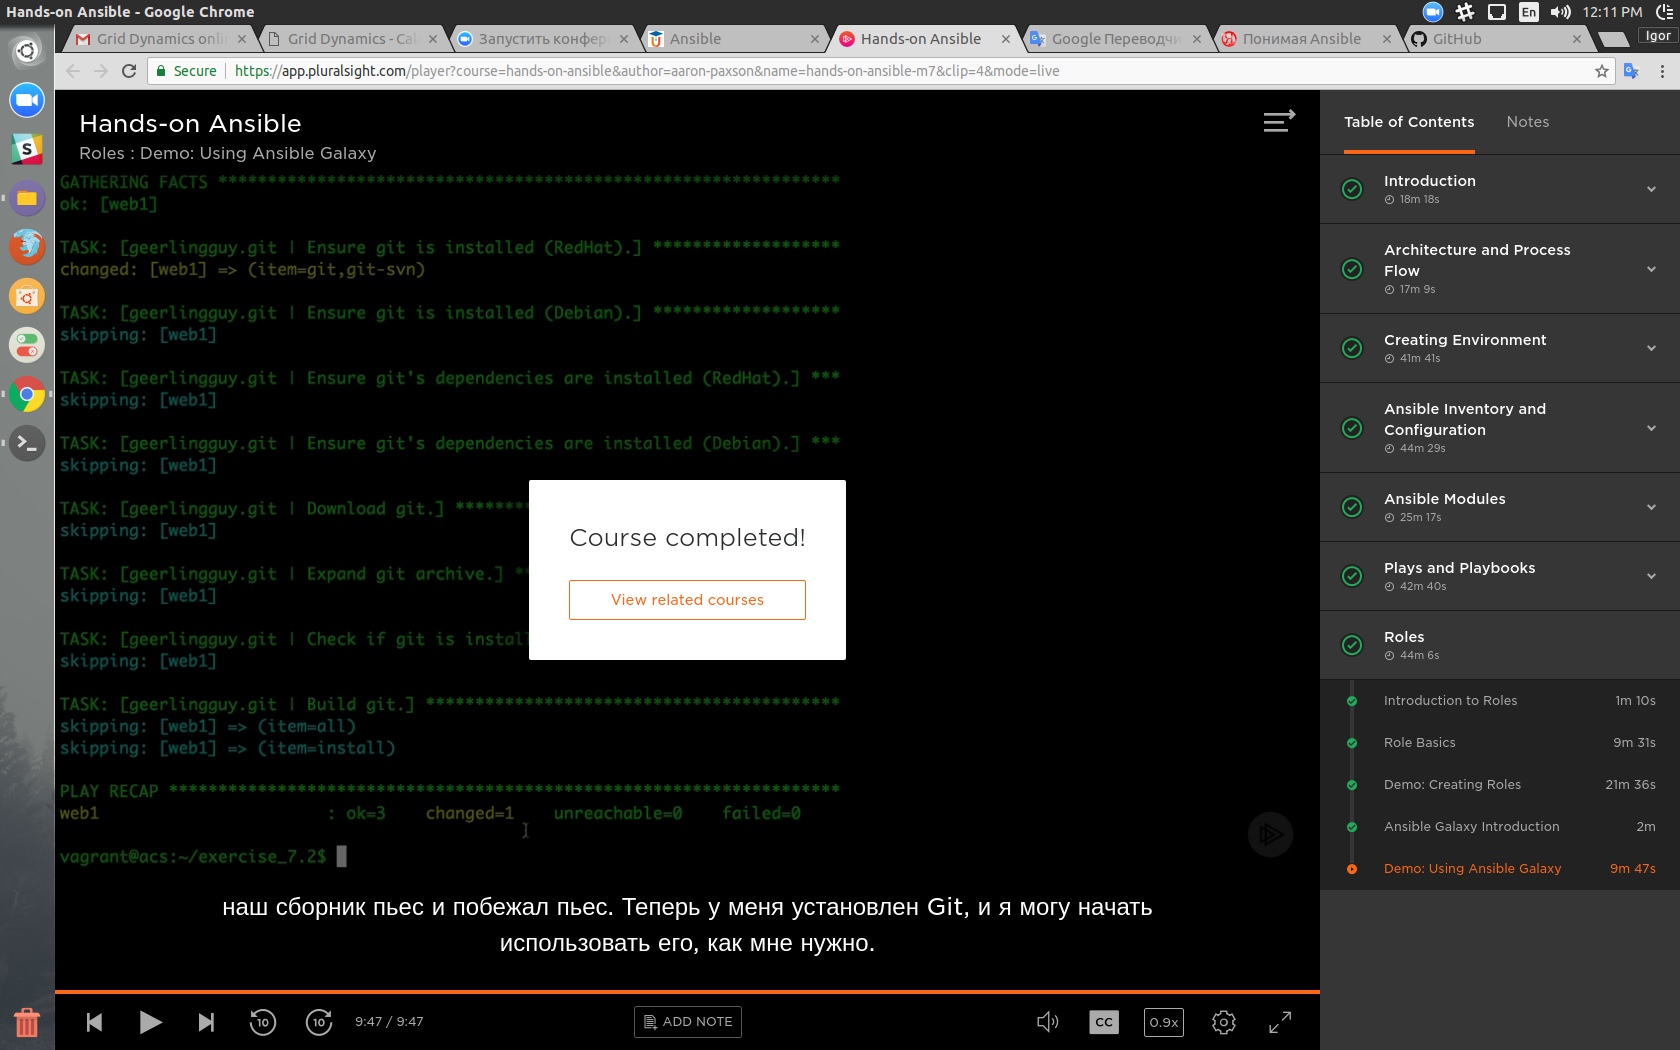 Hands-on Ansible - Google Chrome
En
12:11 PM
Grid Dynamics onli
Grid Dynamics - Cal
Запустить конфер
Ansible
Hands-on Ansible
Google Переводчи
Понимая Ansible
GitHub
Igor
Secure
https://app.pluralsight.com/player?course=hands-on-ansible&author=aaron-paxson&name=hands-on-ansible-m7&clip=4&mode=live
Hands-on Ansible
Roles : Demo: Using Ansible Galaxy
GATHERING FACTS ***************************************************************
ok: [web1]
TASK: [geerlingguy.git | Ensure git is installed (RedHat).] *******************
changed: [web1] => (item=git,git-svn)
TASK: [geerlingguy.git | Ensure git is installed (Debian).] *******************
skipping: [web1]
TASK: [geerlingguy.git | Ensure git's dependencies are installed (RedHat).] ***
skipping: [web1]
TASK: [geerlingguy.git | Ensure git's dependencies are installed (Debian).] ***
skipping: [web1]
TASK: [geerlingguy.git | Download git.] ********
skipping: [web1]
TASK: [geerlingguy.git | Expand git archive.] **
skipping: [web1]
TASK: [geerlingguy.git | Check if git is instal
skipping: [web1]
TASK: [geerlingguy.git | Build git.] ******************************************
skipping: [web1] => (item=all)
skipping: [web1] => (item=install)
PLAY RECAP ********************************************************************
web1 : ok=3 changed=1 unreachable=0 failed=0
vagrant@acs:~/exercise_7.2$
Course completed!
View related courses
наш сборник пьес и побежал пьес. Теперь у меня установлен Git, и я могу начать
использовать его, как мне нужно.
10
10
9:47 / 9:47
ADD NOTE
CC
0.9x
Table of Contents
Notes
Introduction
18m 18s
Architecture and Process
Flow
17m 9s
Creating Environment
41m 41s
Ansible Inventory and
Configuration
44m 29s
Ansible Modules
25m 17s
Plays and Playbooks
42m 40s
Roles
44m 6s
Introduction to Roles 1m 10s
Role Basics 9m 31s
Demo: Creating Roles 21m 36s
Ansible Galaxy Introduction 2m
Demo: Using Ansible Galaxy 9m 47s